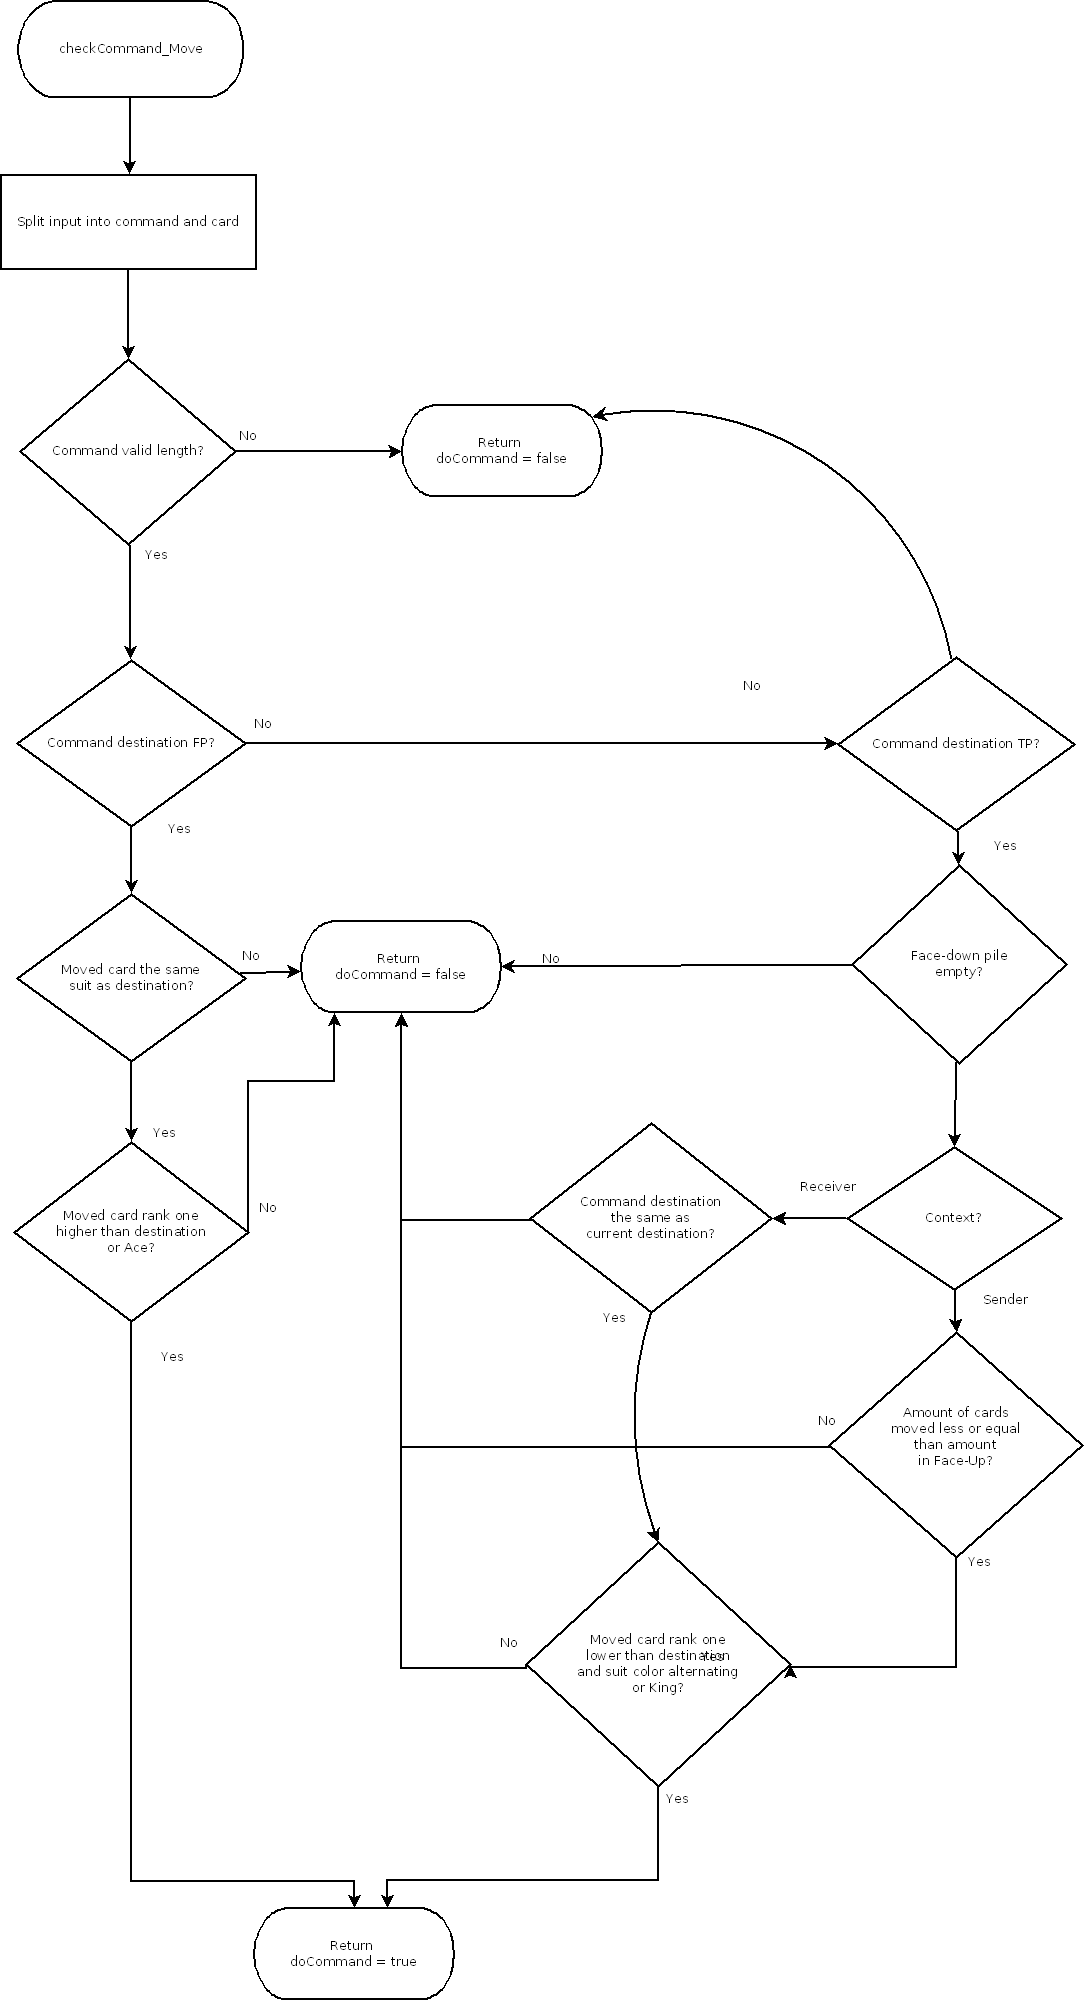 checkCommand_Move
Split input into command and card
Command valid length?
No
Return
doCommand = false
Yes
Command destination FP?
No
No
Command destination TP?
Yes
Yes
Moved card the same
suit as destination?
No
Return
doCommand = false
No
Face-down pile
empty?
Yes
Moved card rank one
higher than destination
or Ace?
No
Command destination
the same as
current destination?
Receiver
Context?
Sender
Yes
Yes
Amount of cards
moved less or equal
than amount
in Face-Up?
No
Yes
No
Moved card rank one
lower than destination
and suit color alternating
or King?
Yes
Yes
Return
doCommand = true